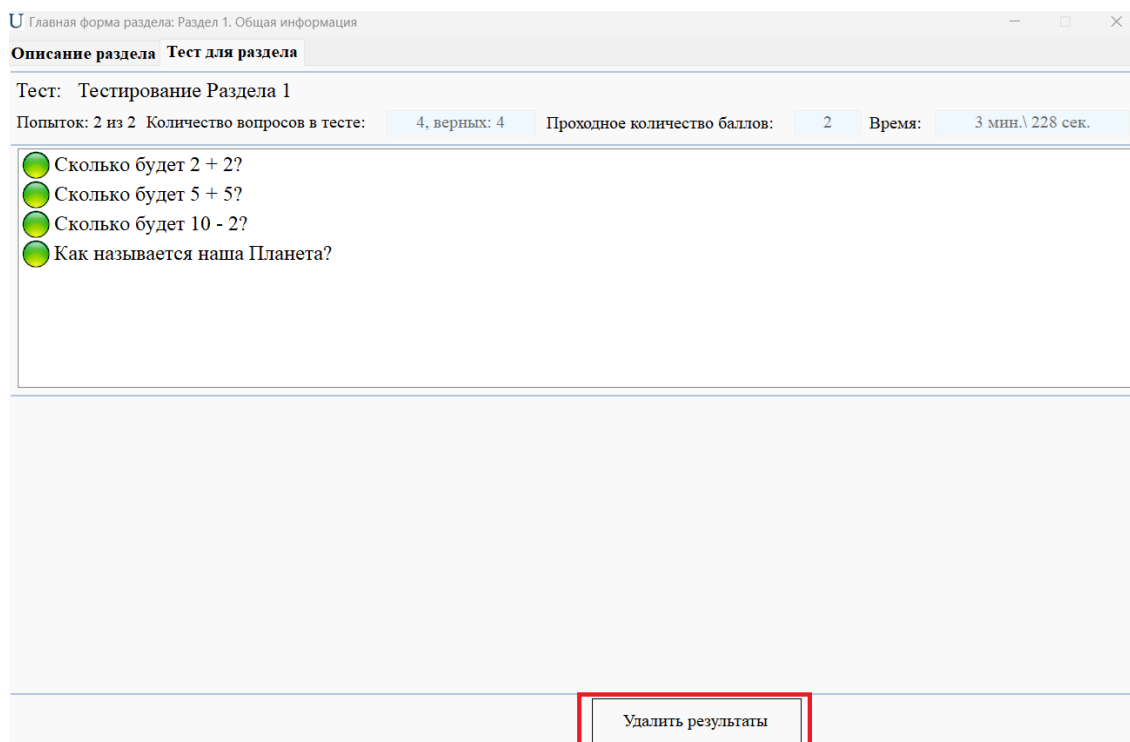 U Главная форма раздела: Раздел 1. Общая информация
Описание раздела Тест для раздела
Тест: Тестирование Раздела 1
Попыток: 2 из 2 Количество вопросов в тесте: 4, верных: 4 Проходное количество баллов: 2 Время: 3 мин.\ 228 сек.
Сколько будет 2 + 2?
Сколько будет 5 + 5?
Сколько будет 10 - 2?
Как называется наша Планета?
Удалить результаты